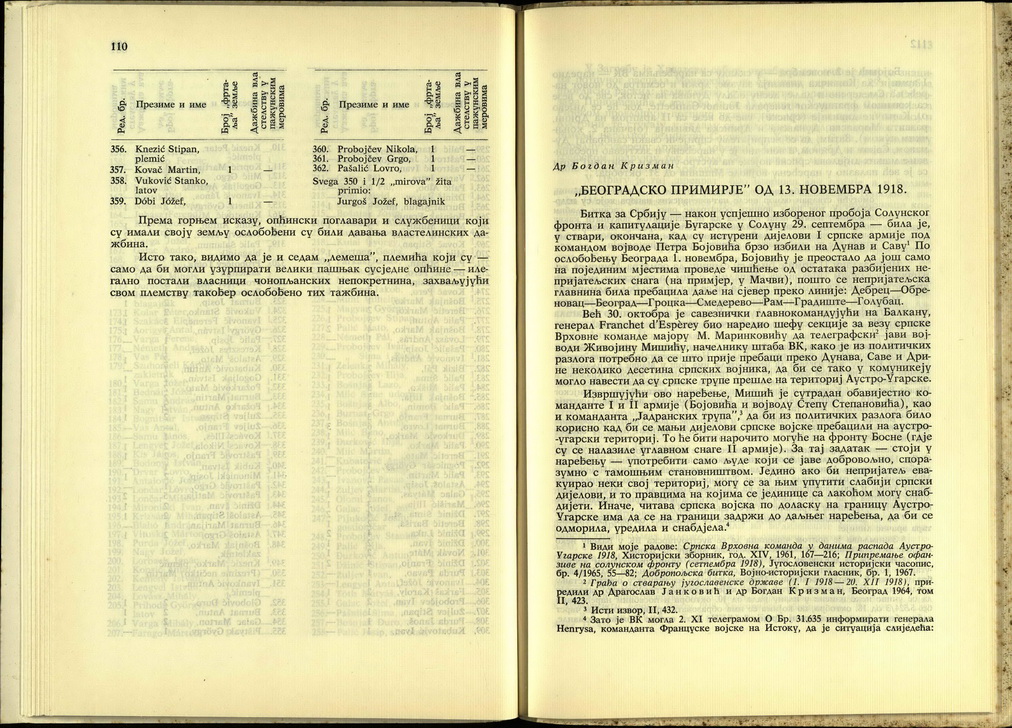 110
Ред. бр.
Презиме и име
Број „фрта-
ља" земље
Дажбина вла
стелству у
пажунским
меровима
356. Knezić Stipan,
plemić
357. Kovač Martin, 1 —
358. Vuković Stanko,
latov
359. Dóbi Jóžef, 1 —
Ред. бр.
Презиме и име
Број „фрта-
ља" земље
Дажбина вла
стелству у
пажунским
меровима
360. Probojčev Nikola, 1 —
361. Probojčev Grgo, 1 —
362. Pašalić Lovro, 1 —
Svega 350 i 1/2 „mirova" žita
primio:
Jurgoš Jožef, blagajnik
Према горњем исказу, опћински поглавари и службеници који
су имали своју земљу ослобођени су били давања властелинских да-
жбина.
Исто тако, видимо да је и седам „лемеша", племића који су —
само да би могли узурпирати велики пашњак сусједне опћине — иле-
гално постали власници чонопљанских непокретнина, захваљујући
свом племству такођер ослобођено тих тажбина.
Др Богдан Кризман
„БЕОГРАДСКО ПРИМИРЈЕ" ОД 13. НОВЕМБРА 1918.
Битка за Србију — након успјешно избореног пробоја Солунског
фронта и капитулације Бугарске у Солуну 29. септембра — била је,
у ствари, окончана, кад су истурени дијелови I српске армије под
командом војводе Петра Бојовића брзо избили на Дунав и Саву¹ По
ослобођењу Београда 1. новембра, Бојовићу је преостало да још само
на појединим мјестима проведе чишћење од остатака разбијених не-
пријатељских снага (на примјер, у Мачви), пошто се непријатељска
главнина била пребацила даље на сјевер преко линије: Дебрец—Обре-
новац—Београд—Гроцка—Смедерево—Рам—Градиште—Голубац.
Већ 30. октобра је савезнички главнокомандујући на Балкану,
генерал Franchet d'Espèrey био наредио шефу секције за везу српске
Врховне команде мајору М. Маринковићу да телеграфски² јави вој-
води Живојину Мишићу, начелнику штаба ВК, како је из политичких
разлога потребно да се што прије пребаци преко Дунава, Саве и Дри-
не неколико десетина српских војника, да би се тако у комуникеју
могло навести да су српске трупе прешле на териториј Аустро-Угарске.
Извршујући ово наређење, Мишић је сутрадан обавијестио ко-
манданте I и II армије (Бојовића и војводу Степу Степановића), као
и команданта „Јадранских трупа",³ да би из политичких разлога било
корисно кад би се мањи дијелови српске војске пребацили на аустро-
-угарски териториј. То ће бити нарочито могуће на фронту Босне (гдје
су се налазиле углавном снаге II армије). За тај задатак — стоји у
наређењу — употребити само људе који се јаве добровољно, спора-
зумно с тамошњим становништвом. Једино ако би непријатељ ева-
куирао неки свој териториј, могу се за њим упутити слабији српски
дијелови, и то правцима на којима се јединице са лакоћом могу снаб-
дијети. Иначе, читава српска војска по доласку на границу Аустро-
Угарске има да се на граници задржи до даљњег наређења, да би се
одморила, уредила и снабдјела.⁴
¹ Види моје радове: Српска Врховна команда у данима распада Аустро-
Угарске 1918, Хисторијски зборник, год. XIV, 1961, 167—216; Припремање офан-
зиве на солунском фронту (сетпембра 1918), Југословенски историјски часопис,
бр. 4/1965, 55—82; Добропољска битка, Војно-историјски гласник, бр. 1, 1967.
² Грађа о стварању југославенске државе (1. I 1918 — 20. XII 1918), при-
редили др Драгослав Јанковић и др Богдан Кризман, Београд 1964, том
II, 423.
³ Исти извор, II, 432.
⁴ Зато је ВК могла 2. XI телеграмом О Бр. 31.635 информирати генерала
Henrysa, команданта Француске војске на Истоку, да је ситуација слиједећа: